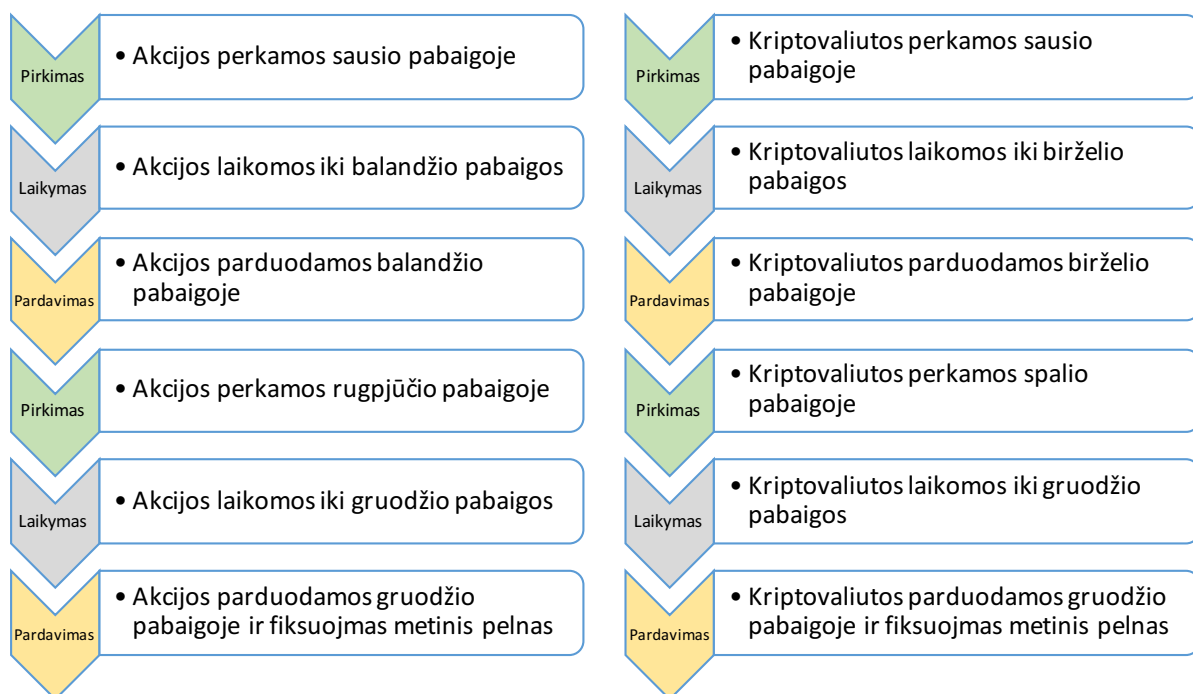 Pirkimas
• Akcijos perkamos sausio pabaigoje
Laikymas
• Akcijos laikomos iki balandžio pabaigos
Pardavimas
• Akcijos parduodamos balandžio
pabaigoje
Pirkimas
• Akcijos perkamos rugpjūčio pabaigoje
Laikymas
• Akcijos laikomos iki gruodžio pabaigos
Pardavimas
• Akcijos parduodamos gruodžio
pabaigoje ir fiksuojmas metinis pelnas
Pirkimas
• Kriptovaliutos perkamos sausio
pabaigoje
Laikymas
• Kriptovaliutos laikomos iki birželio
pabaigos
Pardavimas
• Kriptovaliutos parduodamos birželio
pabaigoje
Pirkimas
• Kriptovaliutos perkamos spalio
pabaigoje
Laikymas
• Kriptovaliutos laikomos iki gruodžio
pabaigos
Pardavimas
• Kriptovaliutos parduodamos gruodžio
pabaigoje ir fiksuojmas metinis pelnas